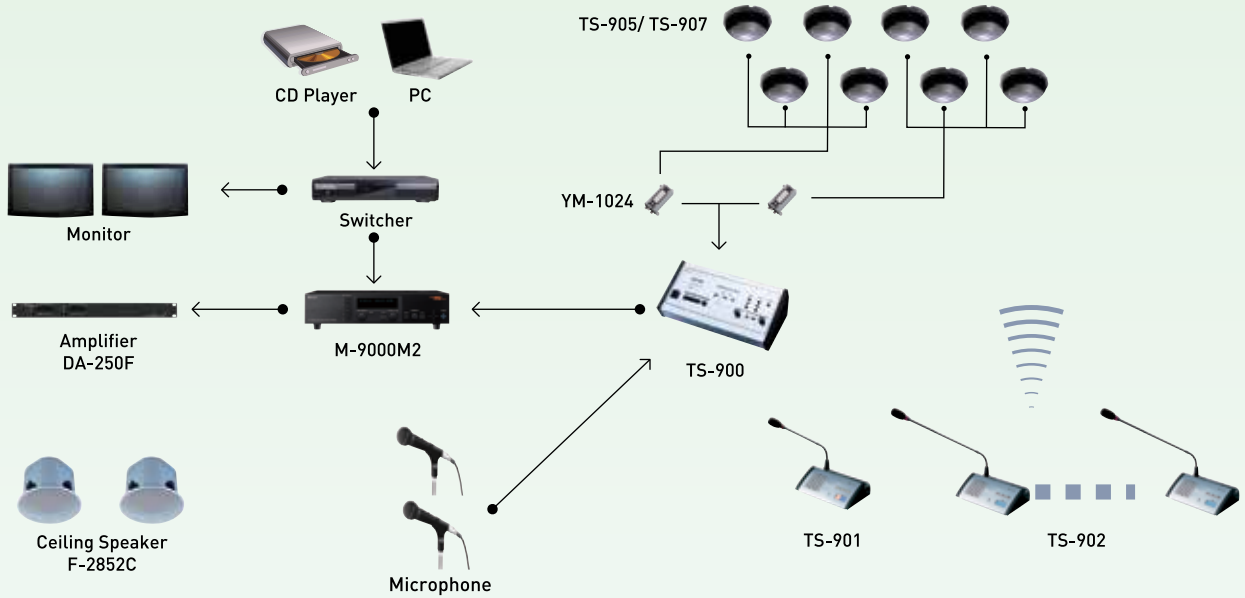 TS-905/ TS-907
CD Player
PC
YM-1024
Switcher
Monitor
Amplifier
DA-250F
M-9000M2
TS-900
Ceiling Speaker
F-2852C
Microphone
TS-901
TS-902